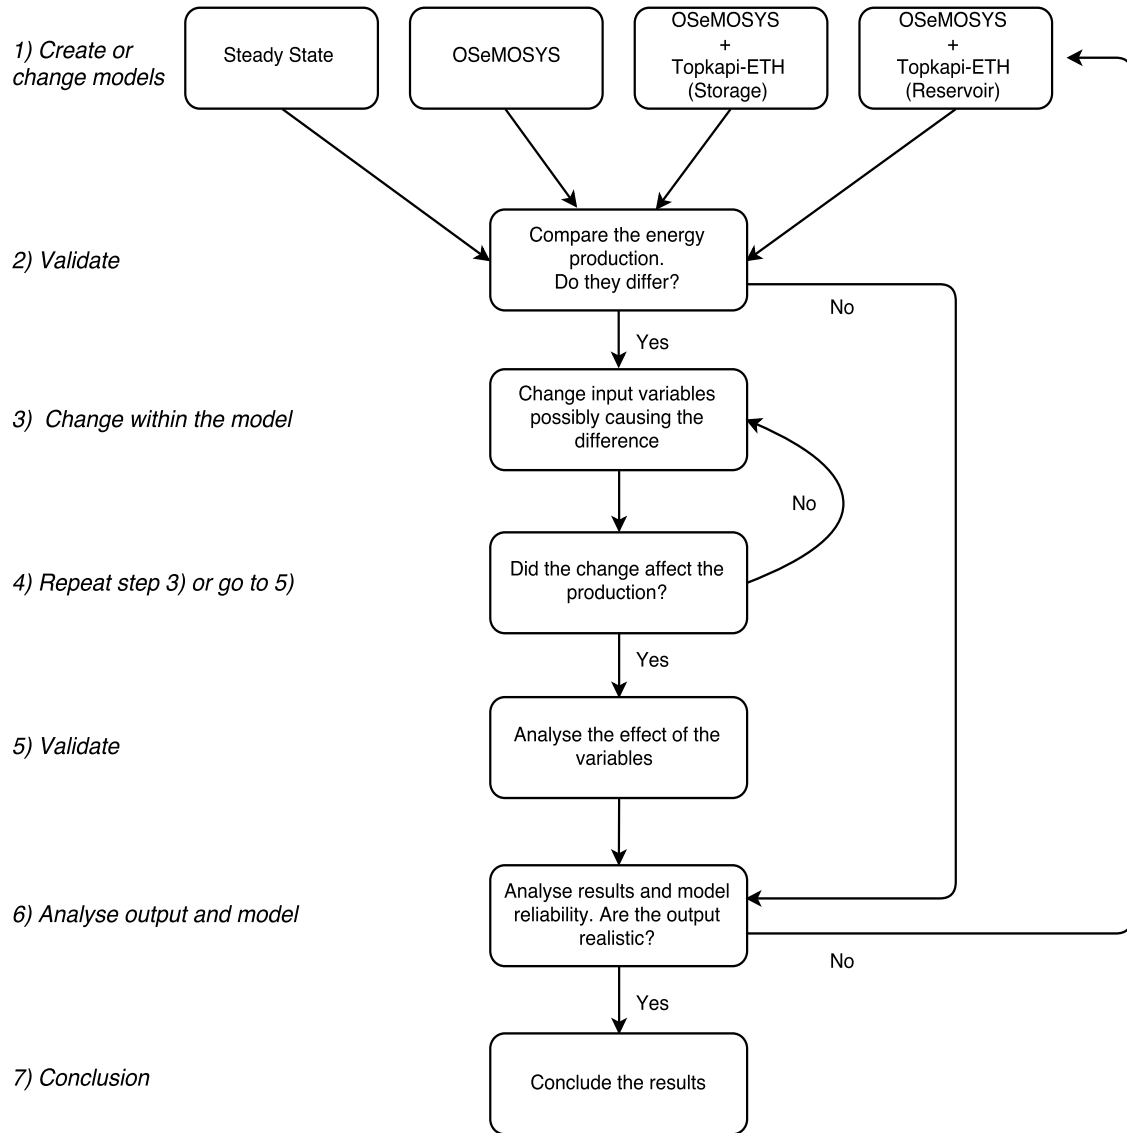 1) Create or
change models
Steady State
OSeMOSYS
OSeMOSYS
+
Topkapi-ETH
(Storage)
OSeMOSYS
+
Topkapi-ETH
(Reservoir)
2) Validate
Compare the energy
production.
Do they differ?
No
Yes
3)  Change within the model
Change input variables
possibly causing the
difference
No
4) Repeat step 3) or go to 5)
Did the change affect the
production?
Yes
5) Validate
Analyse the effect of the
variables
6) Analyse output and model
Analyse results and model
reliability. Are the output
realistic?
No
Yes
7) Conclusion
Conclude the results